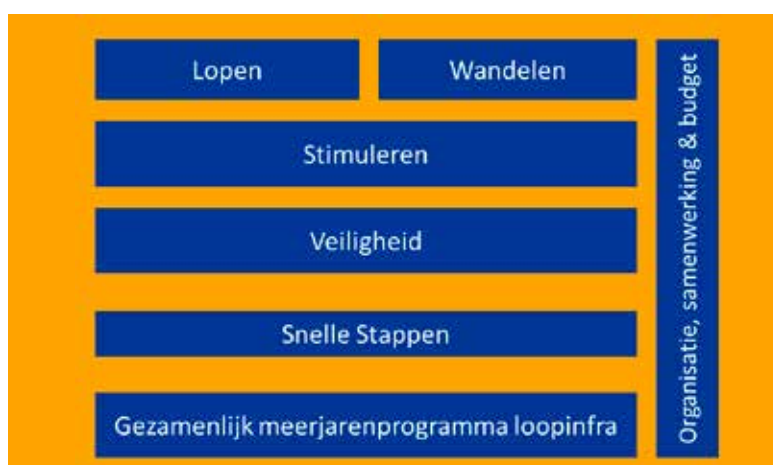 Lopen
Wandelen
Stimuleren
Veiligheid
Snelle Stappen
Gezamenlijk meerjarenprogramma loopinfra
Organisatie, samenwerking & budget